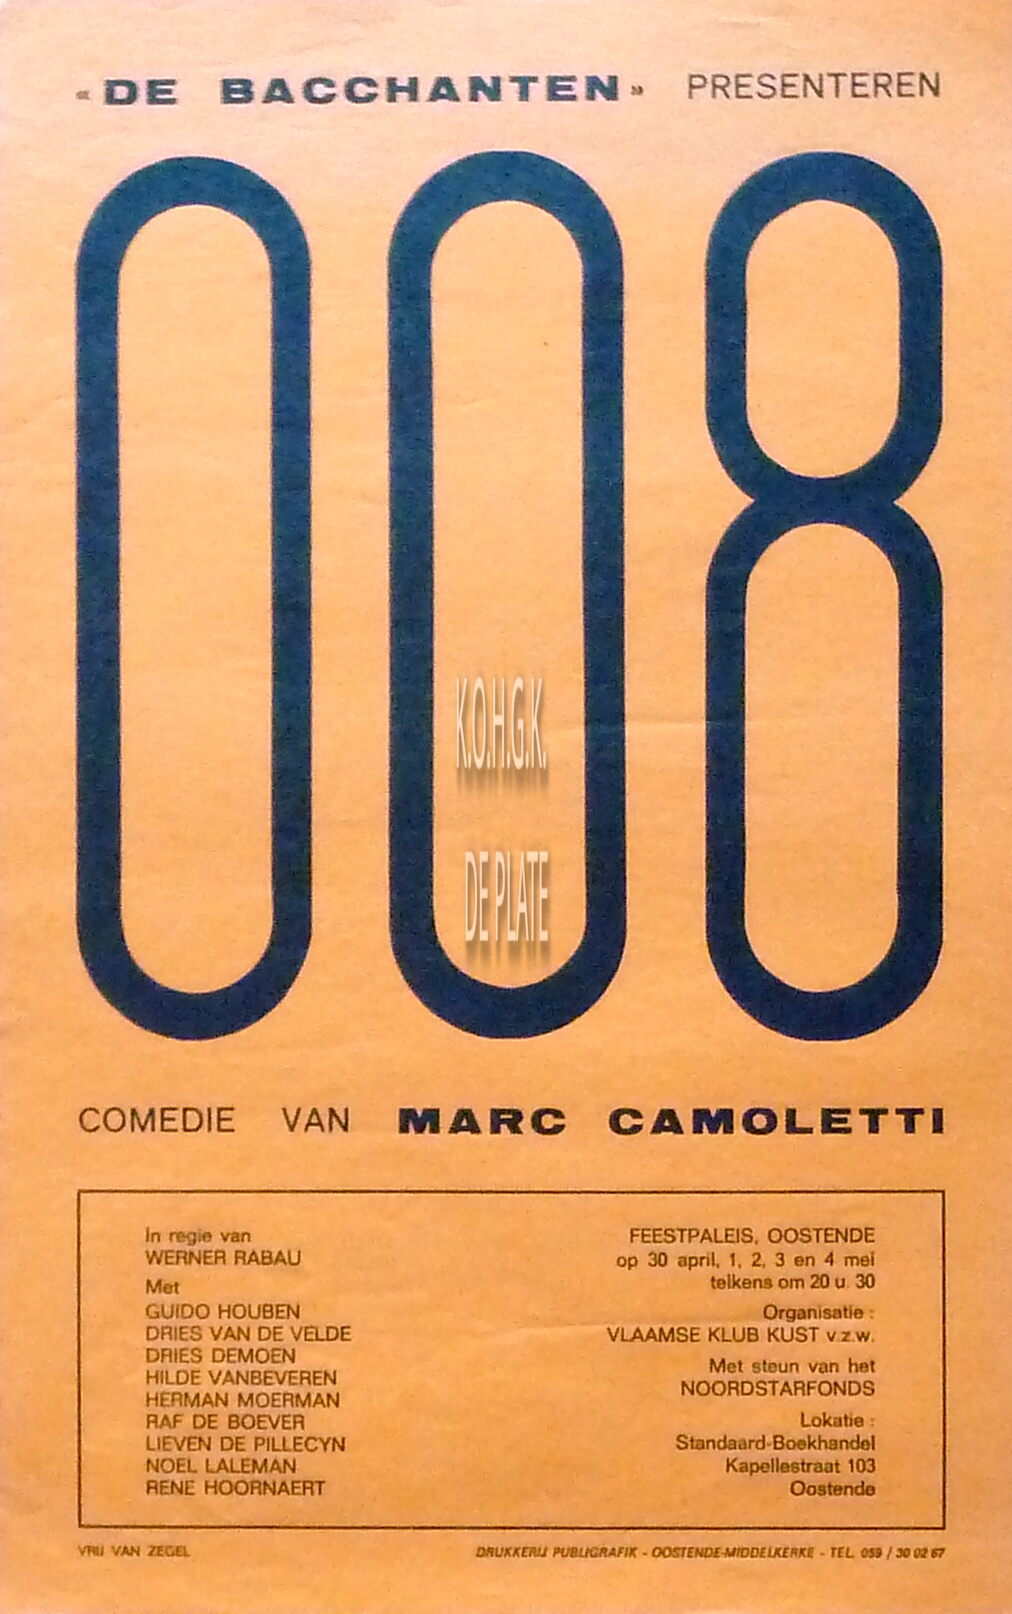 « DE BACCHANTEN » PRESENTEREN
008
K.O.H.G.K.
DE PLATE
COMEDIE VAN MARC CAMOLETTI
In regie van
WERNER RABAU
Met
GUIDO HOUBEN
DRIES VAN DE VELDE
DRIES DEMOEN
HILDE VANBEVEREN
HERMAN MOERMAN
RAF DE BOEVER
LIEVEN DE PILLECYN
NOEL LALEMAN
RENE HOORNAERT
FEESTPALEIS, OOSTENDE
op 30 april, 1, 2, 3 en 4 mei
telkens om 20 u. 30
Organisatie :
VLAAMSE KLUB KUST v.z.w.
Met steun van het
NOORDSTARFONDS
Lokatie :
Standaard-Boekhandel
Kapellestraat 103
Oostende
VRIJ VAN ZEGEL
DRUKKERIJ PUBLIGRAFIK - OOSTENDE-MIDDELKERKE - TEL. 059 / 30 02 67